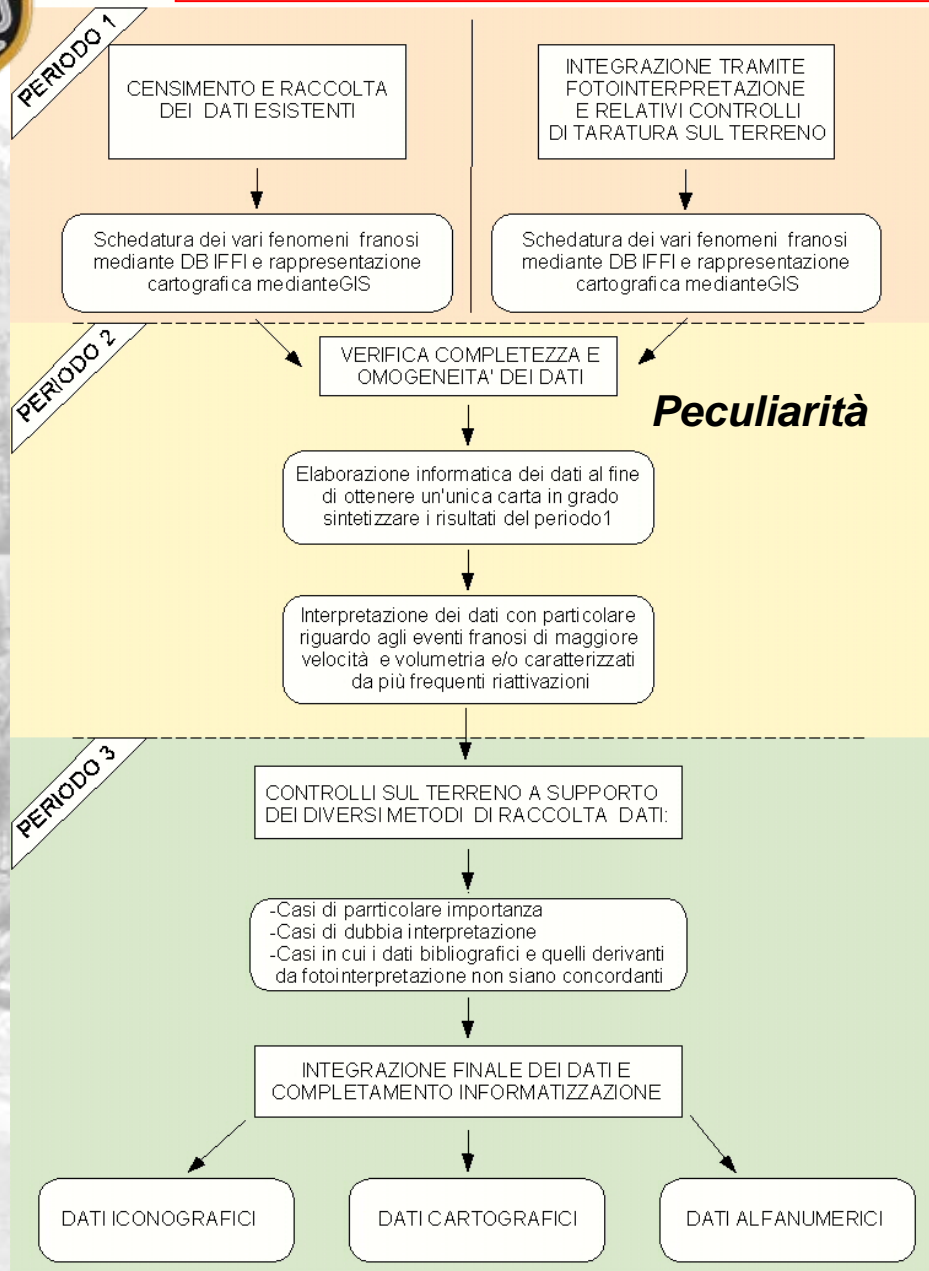 PERIODO 1
CENSIMENTO E RACCOLTA
DEI DATI ESISTENTI
INTEGRAZIONE TRAMITE
FOTOINTERPRETAZIONE
E RELATIVI CONTROLLI
DI TARATURA SUL TERRENO
Schedatura dei vari fenomeni franosi
mediante DB IFFI e rappresentazione
cartografica medianteGIS
Schedatura dei vari fenomeni franosi
mediante DB IFFI e rappresentazione
cartografica medianteGIS
PERIODO 2
VERIFICA COMPLETEZZA E
OMOGENEITA' DEI DATI
Peculiarità
Elaborazione informatica dei dati al fine
di ottenere un'unica carta in grado
sintetizzare i risultati del periodo1
Interpretazione dei dati con particolare
riguardo agli eventi franosi di maggiore
velocità e volumetria e/o caratterizzati
da più frequenti riattivazioni
PERIODO 3
CONTROLLI SUL TERRENO A SUPPORTO
DEI DIVERSI METODI DI RACCOLTA DATI:
-Casi di parrticolare importanza
-Casi di dubbia interpretazione
-Casi in cui i dati bibliografici e quelli derivanti
da fotointerpretazione non siano concordanti
INTEGRAZIONE FINALE DEI DATI E
COMPLETAMENTO INFORMATIZZAZIONE
DATI ICONOGRAFICI
DATI CARTOGRAFICI
DATI ALFANUMERICI